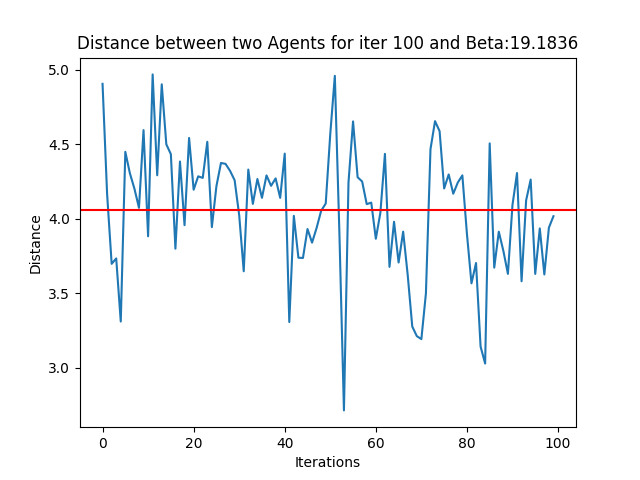 Distance between two Agents for iter 100 and Beta:19.1836
5.0
4.5
4.0
3.5
3.0
Distance
0 20 40 60 80 100
Iterations